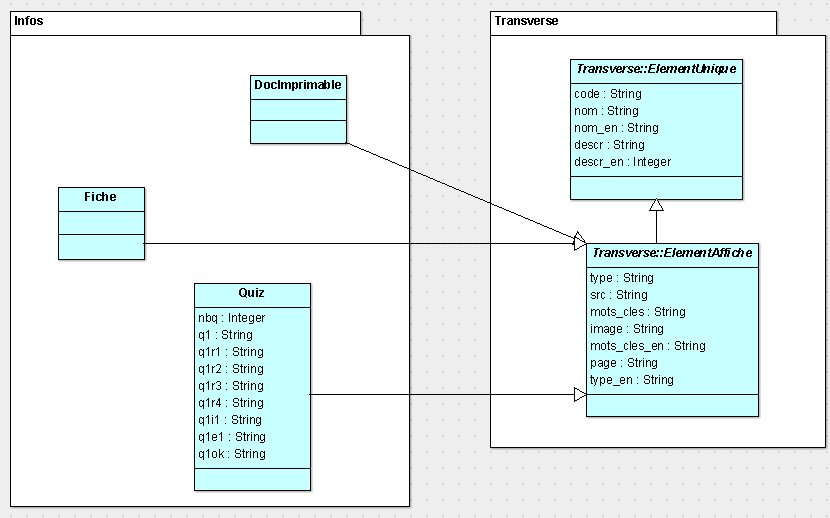 Infos
DocImprimable
Fiche
Quiz
nbq : Integer
q1 : String
q1r1 : String
q1r2 : String
q1r3 : String
q1r4 : String
q1i1 : String
q1e1 : String
q1ok : String
Transverse
Transverse::ElementUnique
code : String
nom : String
nom_en : String
descr : String
descr_en : Integer
Transverse::ElementAffiche
type : String
src : String
mots_cles : String
image : String
mots_cles_en : String
page : String
type_en : String